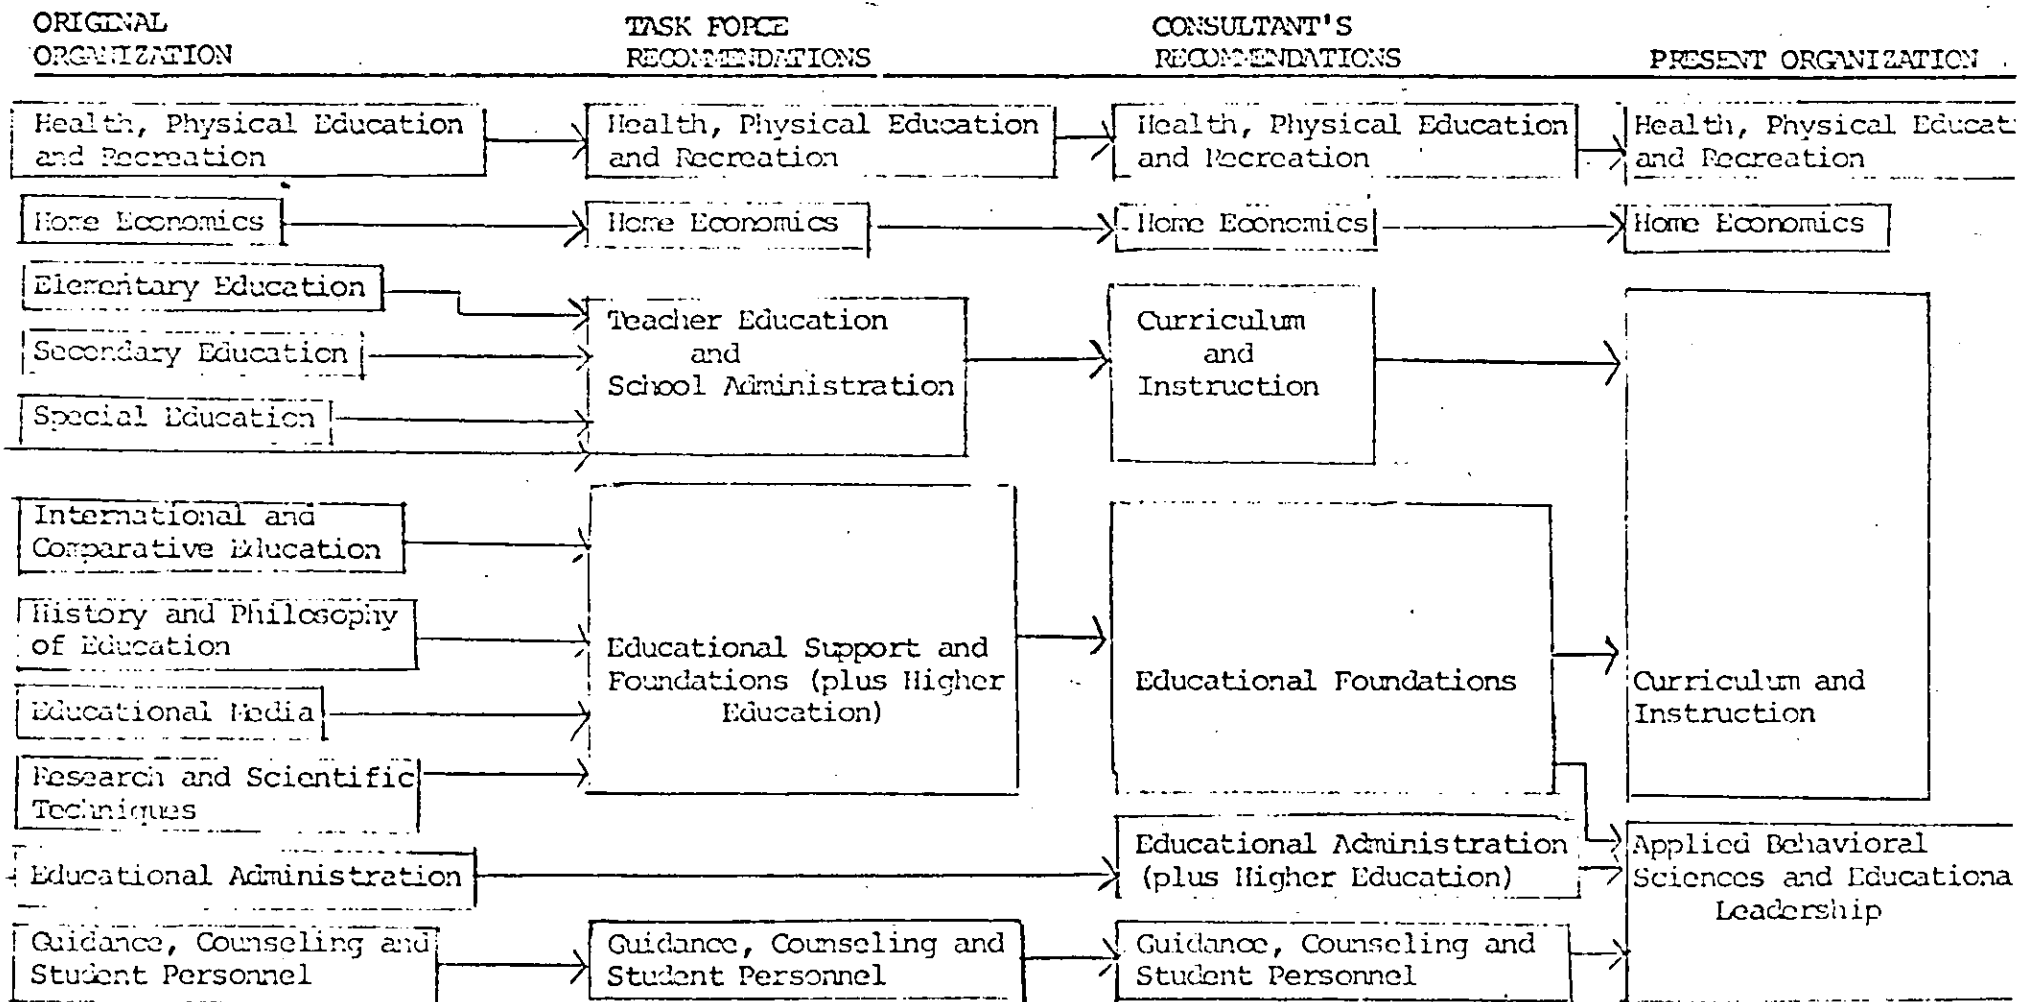 ORIGINAL
ORGANIZATION
TASK FORCE
RECOMMENDATIONS
CONSULTANT'S
RECOMMENDATIONS
PRESENT ORGANIZATION
Health, Physical Education
and Recreation
Health, Physical Education
and Recreation
Health, Physical Education
and Recreation
Health, Physical Educat
and Recreation
Home Economics
Home Economics
Home Economics
Home Economics
Elementary Education
Secondary Education
Special Education
Teacher Education
and
School Administration
Curriculum
and
Instruction
International and
Comparative Education
History and Philosophy
of Education
Educational Media
Research and Scientific
Techniques
Educational Support and
Foundations (plus Higher
Education)
Educational Foundations
Curriculum and
Instruction
Educational Administration
Educational Administration
(plus Higher Education)
Applied Behavioral
Sciences and Educationa
Leadership
Guidance, Counseling and
Student Personnel
Guidance, Counseling and
Student Personnel
Guidance, Counseling and
Student Personnel